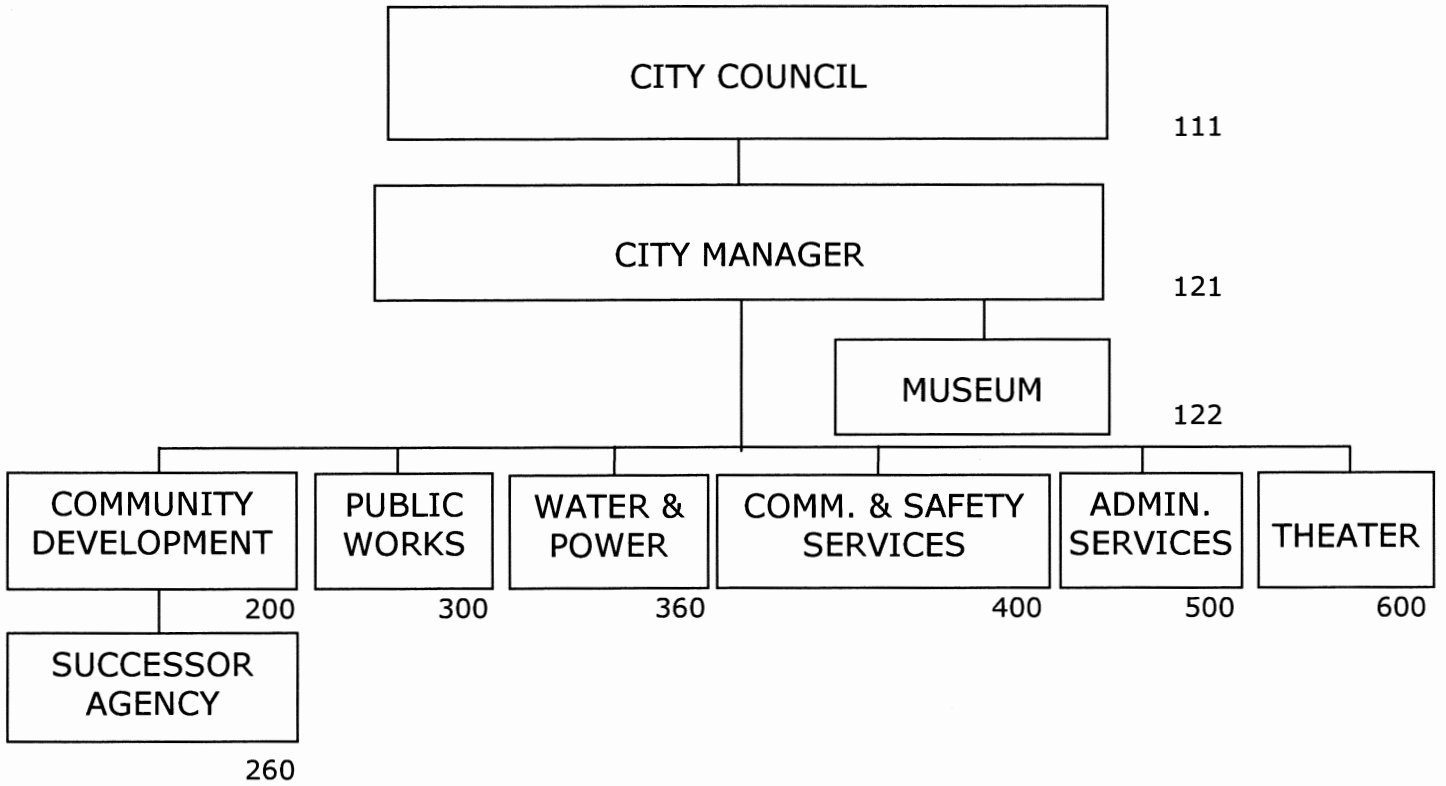 CITY COUNCIL
111
CITY MANAGER
121
MUSEUM
122
COMMUNITY
DEVELOPMENT
200
PUBLIC
WORKS
300
WATER &
POWER
360
COMM. & SAFETY
SERVICES
400
ADMIN.
SERVICES
500
THEATER
600
SUCCESSOR
AGENCY
260